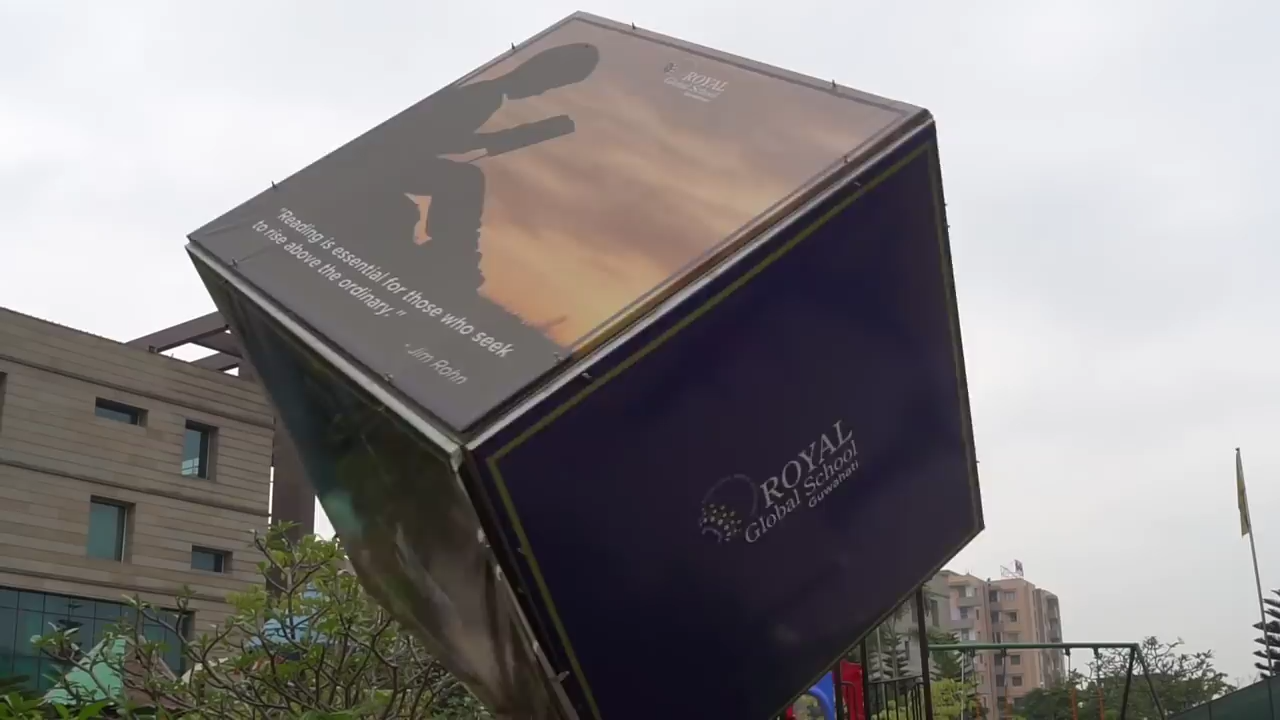 ROYAL
Global School
"Reading is essential for those who seek
to rise above the ordinary."
- Jim Rohn
ROYAL
Global School
Guwahati